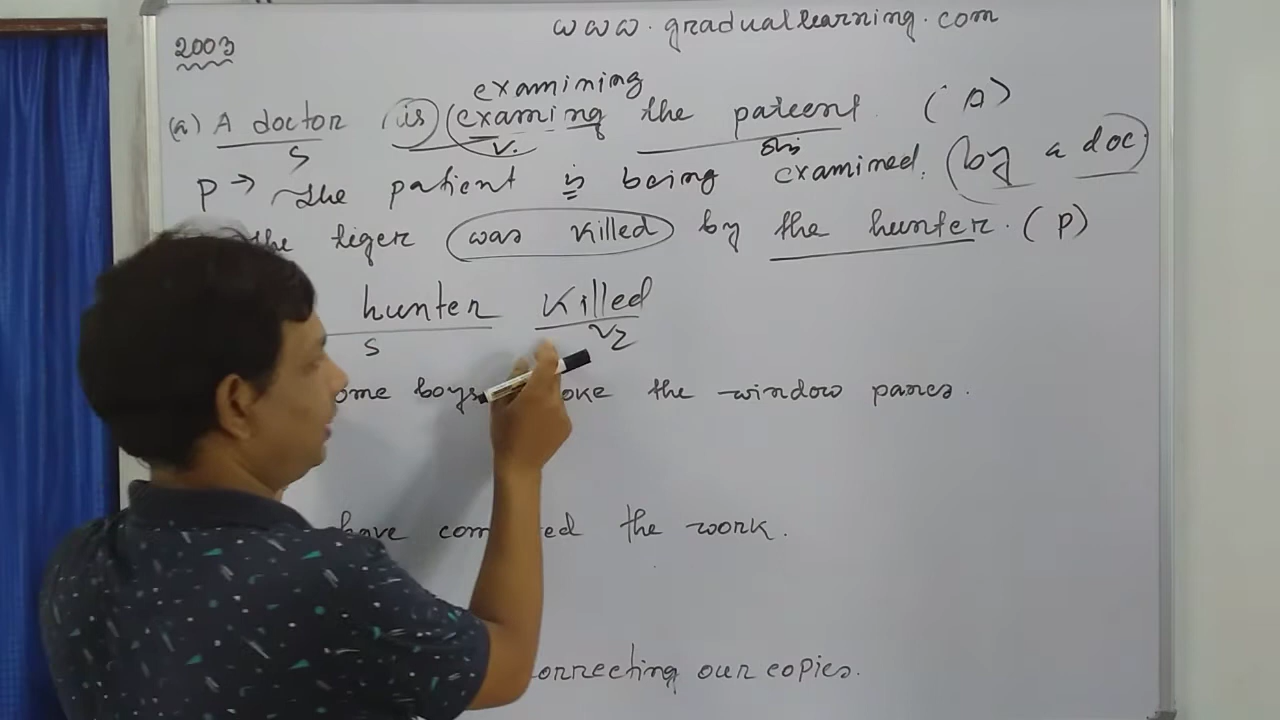 www.graduallearning.com
2003
examining
(a) A doctor is examing the patient. (A)
S V. obj
P → The patient is being examined. (by a doc)
the tiger was killed by the hunter. (P)
hunter killed
S V2
ome boys oke the window panes.
have com ed the work.
orrecting our copies.